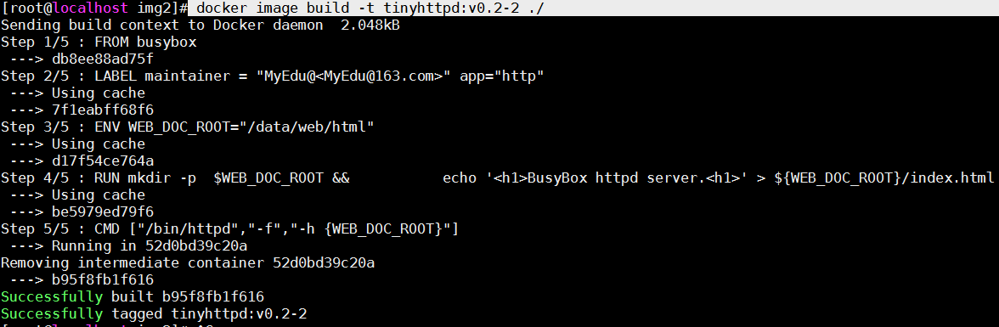 [root@localhost img2]# docker image build -t tinyhttpd:v0.2-2 ./
Sending build context to Docker daemon  2.048kB
Step 1/5 : FROM busybox
 ---> db8ee88ad75f
Step 2/5 : LABEL maintainer = "MyEdu@<MyEdu@163.com>" app="http"
 ---> Using cache
 ---> 7f1eabff68f6
Step 3/5 : ENV WEB_DOC_ROOT="/data/web/html"
 ---> Using cache
 ---> d17f54ce764a
Step 4/5 : RUN mkdir -p  $WEB_DOC_ROOT &&         echo '<h1>BusyBox httpd server.<h1>' > ${WEB_DOC_ROOT}/index.html
 ---> Using cache
 ---> be5979ed79f6
Step 5/5 : CMD ["/bin/httpd","-f","-h {WEB_DOC_ROOT}"]
 ---> Running in 52d0bd39c20a
Removing intermediate container 52d0bd39c20a
 ---> b95f8fb1f616
Successfully built b95f8fb1f616
Successfully tagged tinyhttpd:v0.2-2